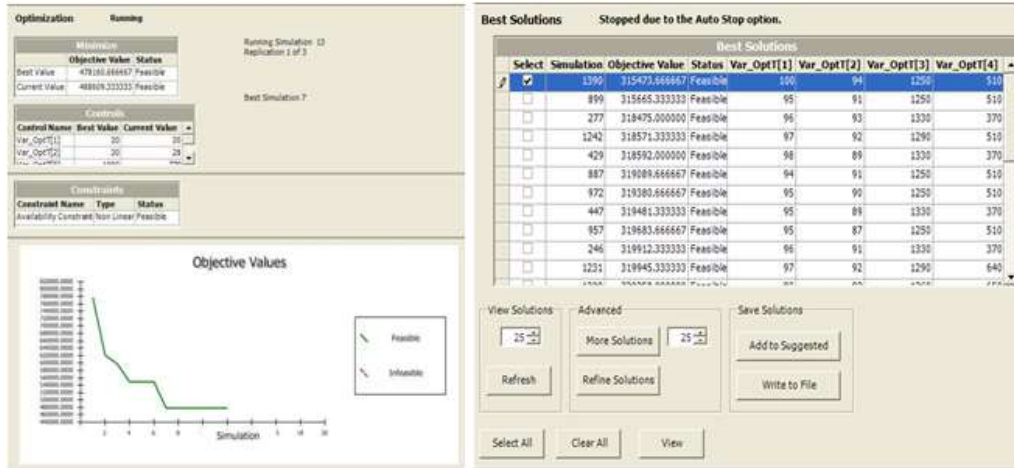 Optimization Running
Minimize
Objective Value Status
Best Value 478160.666667 Feasible
Current Value 488609.333333 Feasible
Running Simulation 13
Replication 1 of 3
Best Simulation 7
Controls
Control Name Best Value Current Value
Var_OptT[1] 30
Var_OptT[2] 30 28
Constraints
Constraint Name Type Status
Availability Constraint Non Linear Feasible
Objective Values
Feasible
Infeasible
Simulation
Best Solutions Stopped due to the Auto Stop option.
Best Solutions
Select Simulation Objective Value Status Var_OptT[1] Var_OptT[2] Var_OptT[3] Var_OptT[4]
1390 315473.666667 Feasible 100 94 1250 510
899 315665.333333 Feasible 95 91 1250 510
277 318475.000000 Feasible 96 93 1330 370
1242 318571.333333 Feasible 97 92 1290 510
429 318592.000000 Feasible 98 89 1330 370
887 319089.666667 Feasible 94 91 1250 510
972 319380.666667 Feasible 95 90 1250 510
447 319481.333333 Feasible 95 89 1330 370
957 319683.666667 Feasible 95 87 1250 510
246 319912.333333 Feasible 96 91 1330 370
1231 319945.333333 Feasible 97 92 1290 640
View Solutions Advanced Save Solutions
25 More Solutions 25 Add to Suggested
Refresh Refine Solutions Write to File
Select All Clear All View